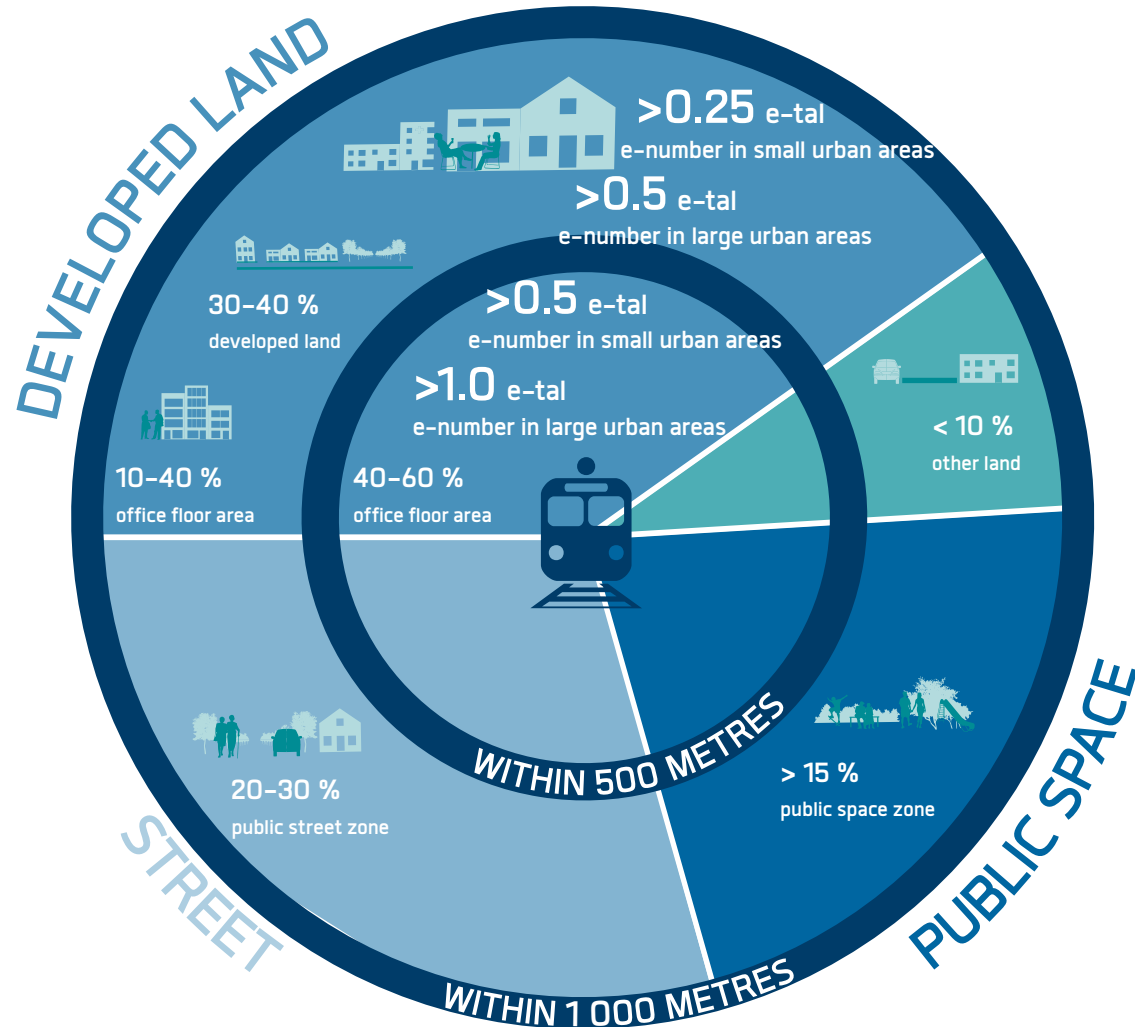 DEVELOPED LAND
>0.25 e-tal
e-number in small urban areas
>0.5 e-tal
e-number in large urban areas
30-40 %
developed land
>0.5 e-tal
e-number in small urban areas
>1.0 e-tal
e-number in large urban areas
10-40 %
office floor area
40-60 %
office floor area
< 10 %
other land
20-30 %
public street zone
> 15 %
public space zone
WITHIN 500 METRES
STREET
PUBLIC SPACE
WITHIN 1 000 METRES